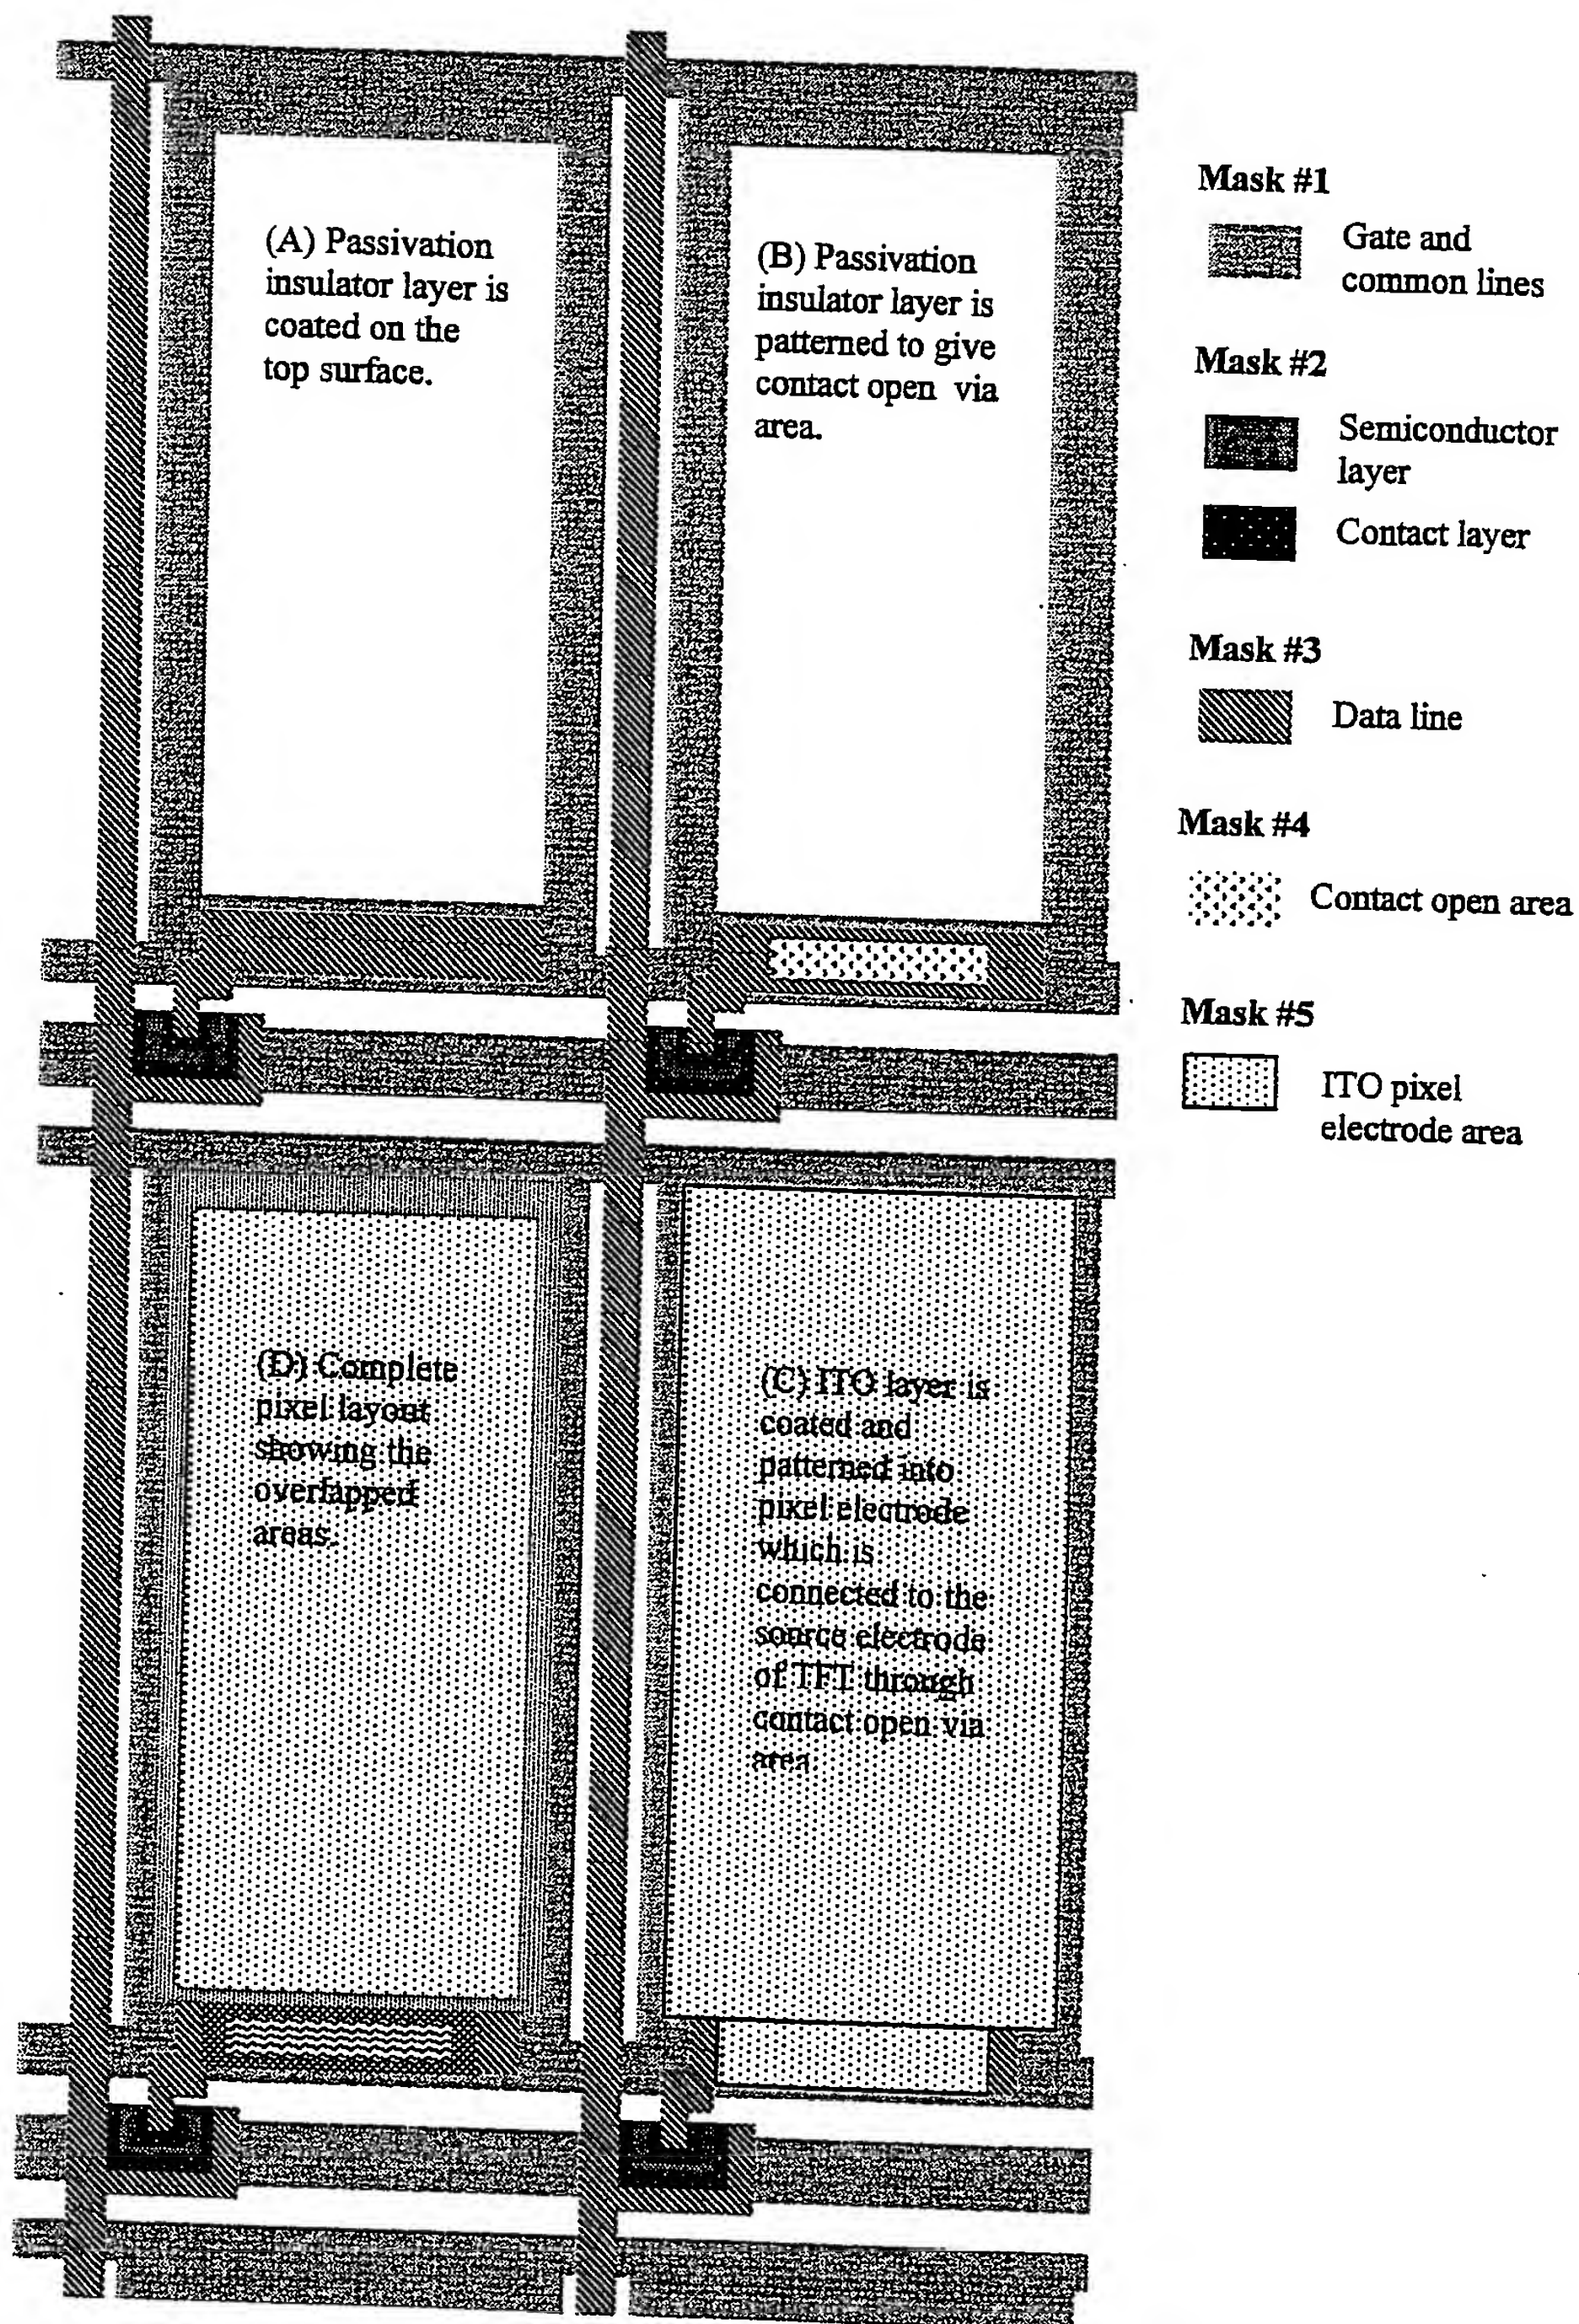 (A) Passivation
insulator layer is
coated on the
top surface.
(B) Passivation
insulator layer is
patterned to give
contact open via
area.
(D) Complete
pixel layout
showing the
overlapped
areas.
(C) ITO layer is
coated and
patterned into
pixel electrode
which is
connected to the
source electrode
of TFT through
contact open via
area
Mask #1
Gate and
common lines
Mask #2
Semiconductor
layer
Contact layer
Mask #3
Data line
Mask #4
Contact open area
Mask #5
ITO pixel
electrode area